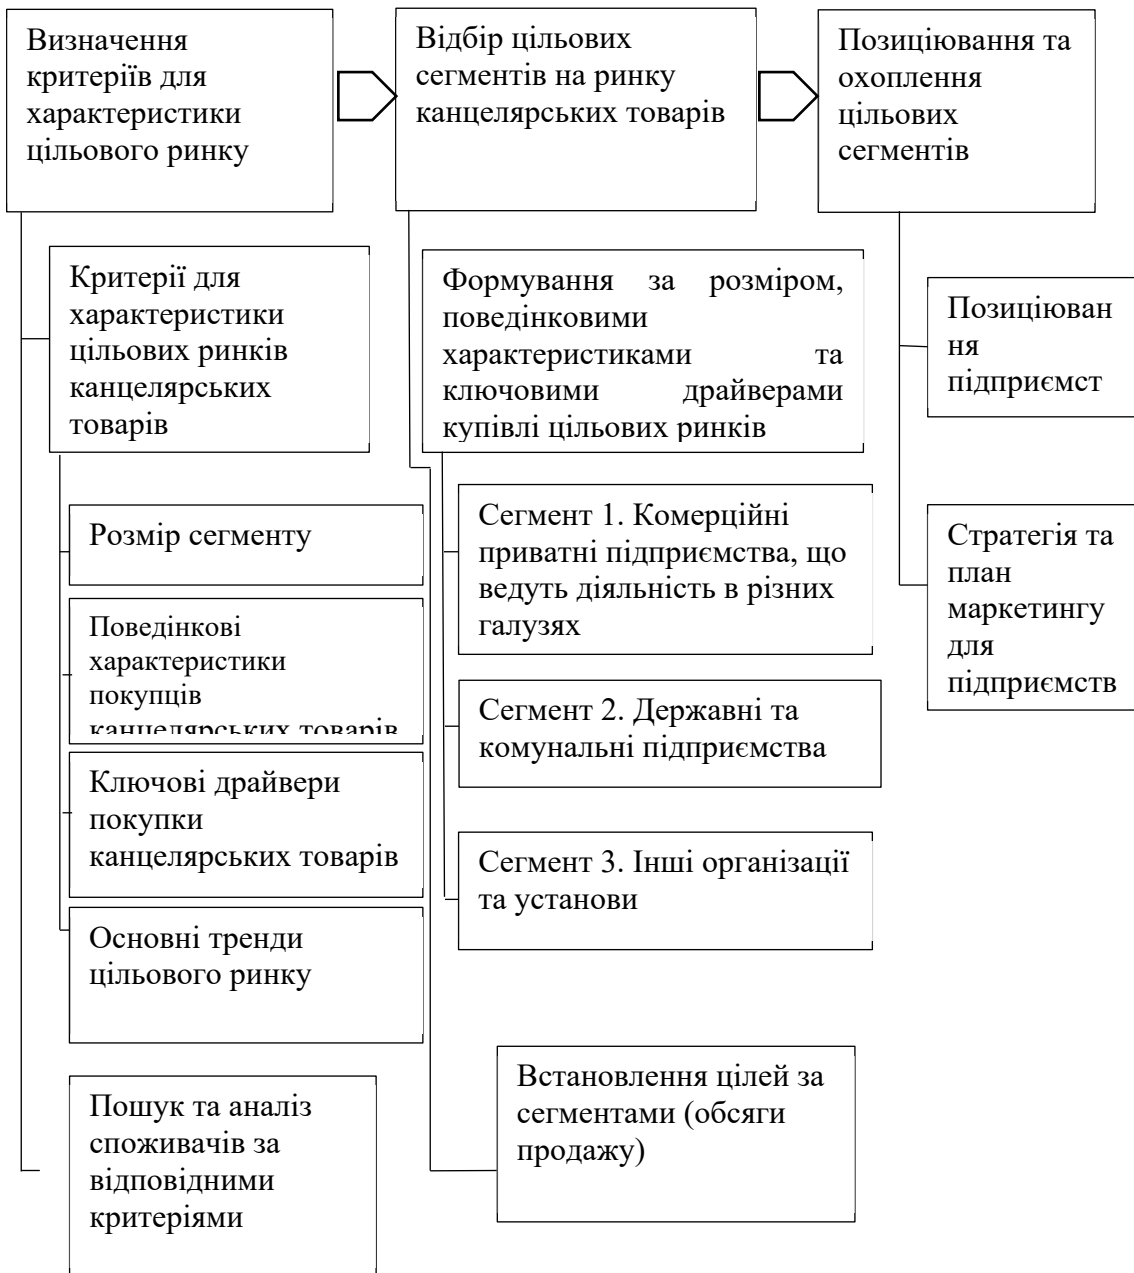 Визначення
критеріїв для
характеристики
цільового ринку
Відбір цільових
сегментів на ринку
канцелярських товарів
Позиціювання та
охоплення
цільових
сегментів
Критерії для
характеристики
цільових ринків
канцелярських
товарів
Розмір сегменту
Поведінкові
характеристики
покупців
канцелярських товарів
Ключові драйвери
покупки
канцелярських товарів
Основні тренди
цільового ринку
Пошук та аналіз
споживачів за
відповідними
критеріями
Формування за розміром,
поведінковими
характеристиками та
ключовими драйверами
купівлі цільових ринків
Сегмент 1. Комерційні
приватні підприємства, що
ведуть діяльність в різних
галузях
Сегмент 2. Державні та
комунальні підприємства
Сегмент 3. Інші організації
та установи
Встановлення цілей за
сегментами (обсяги
продажу)
Позиціюван
ня
підприємст
Стратегія та
план
маркетингу
для
підприємств